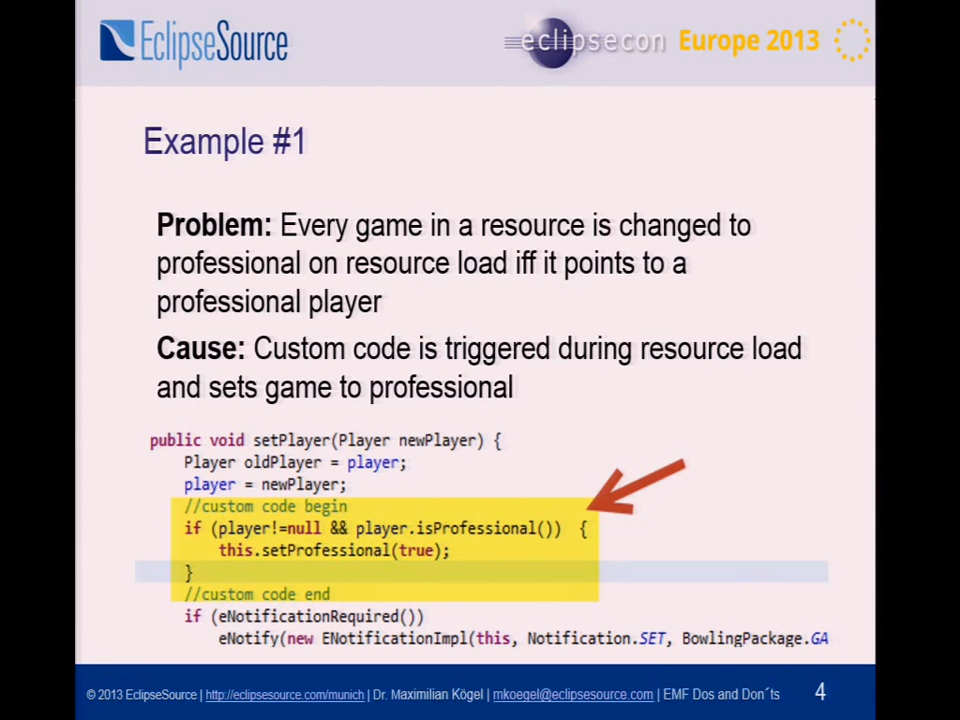 EclipseSource
eclipsecon Europe 2013
Example #1
Problem: Every game in a resource is changed to
professional on resource load iff it points to a
professional player
Cause: Custom code is triggered during resource load
and sets game to professional
public void setPlayer(Player newPlayer) {
Player oldPlayer = player;
player = newPlayer;
//custom code begin
if (player!=null && player.isProfessional()) {
this.setProfessional(true);
}
//custom code end
if (eNotificationRequired())
eNotify(new ENotificationImpl(this, Notification.SET, BowlingPackage.GA
© 2013 EclipseSource | http://eclipsesource.com/munich | Dr. Maximilian Kögel | mkoegel@eclipsesource.com | EMF Dos and Don´ts 4